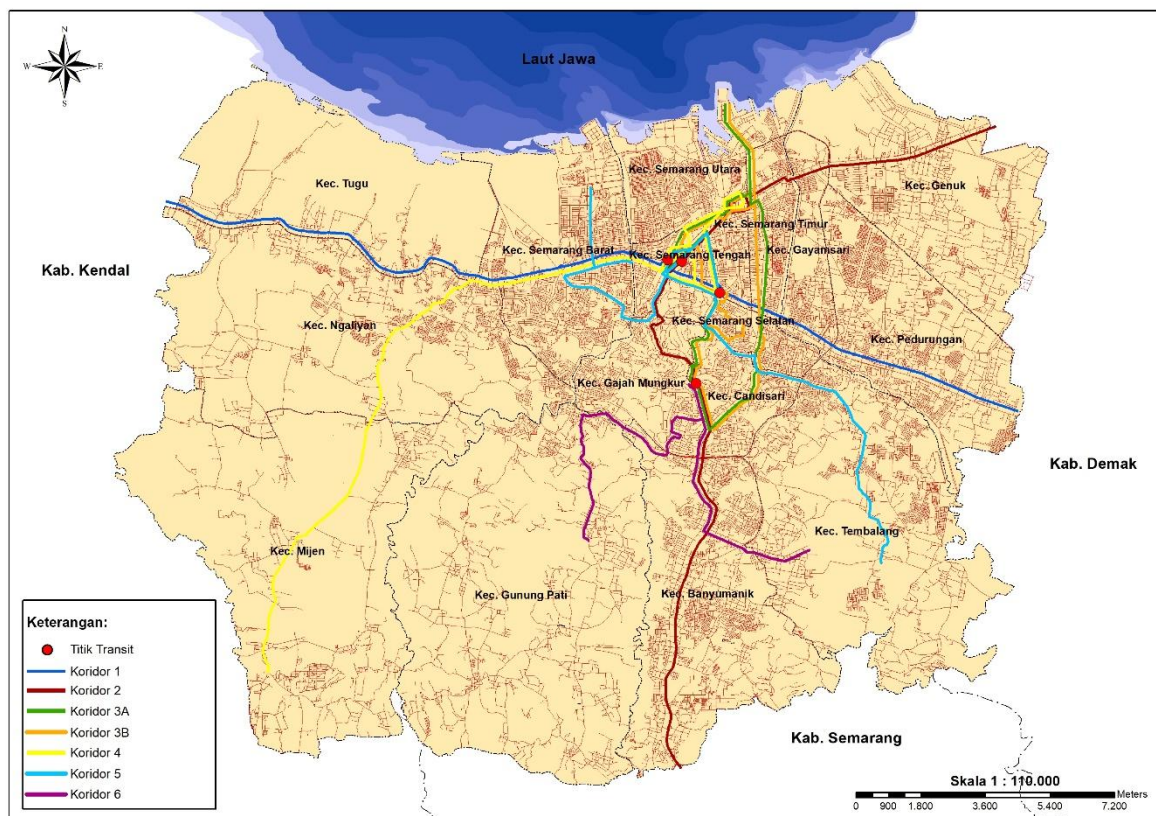 N
W E
S
Laut Jawa
Kec. Semarang Utara
Kec. Tugu
Kec. Genuk
Kec. Semarang Timur
Kec. Semarang Barat
Kec. Gayamsari
Kec. Semarang Tengah
Kab. Kendal
Kec. Ngaliyan
Kec. Semarang Selatan
Kec. Pedurungan
Kec. Gajah Mungkur
Kec. Candisari
Kab. Demak
Kec. Tembalang
Kec. Mijen
Kec. Gunung Pati
Kec. Banyumanik
Kab. Semarang
Keterangan:
Titik Transit
Koridor 1
Koridor 2
Koridor 3A
Koridor 3B
Koridor 4
Koridor 5
Koridor 6
Skala 1 : 110.000
Meters
0 900 1.800 3.600 5.400 7.200